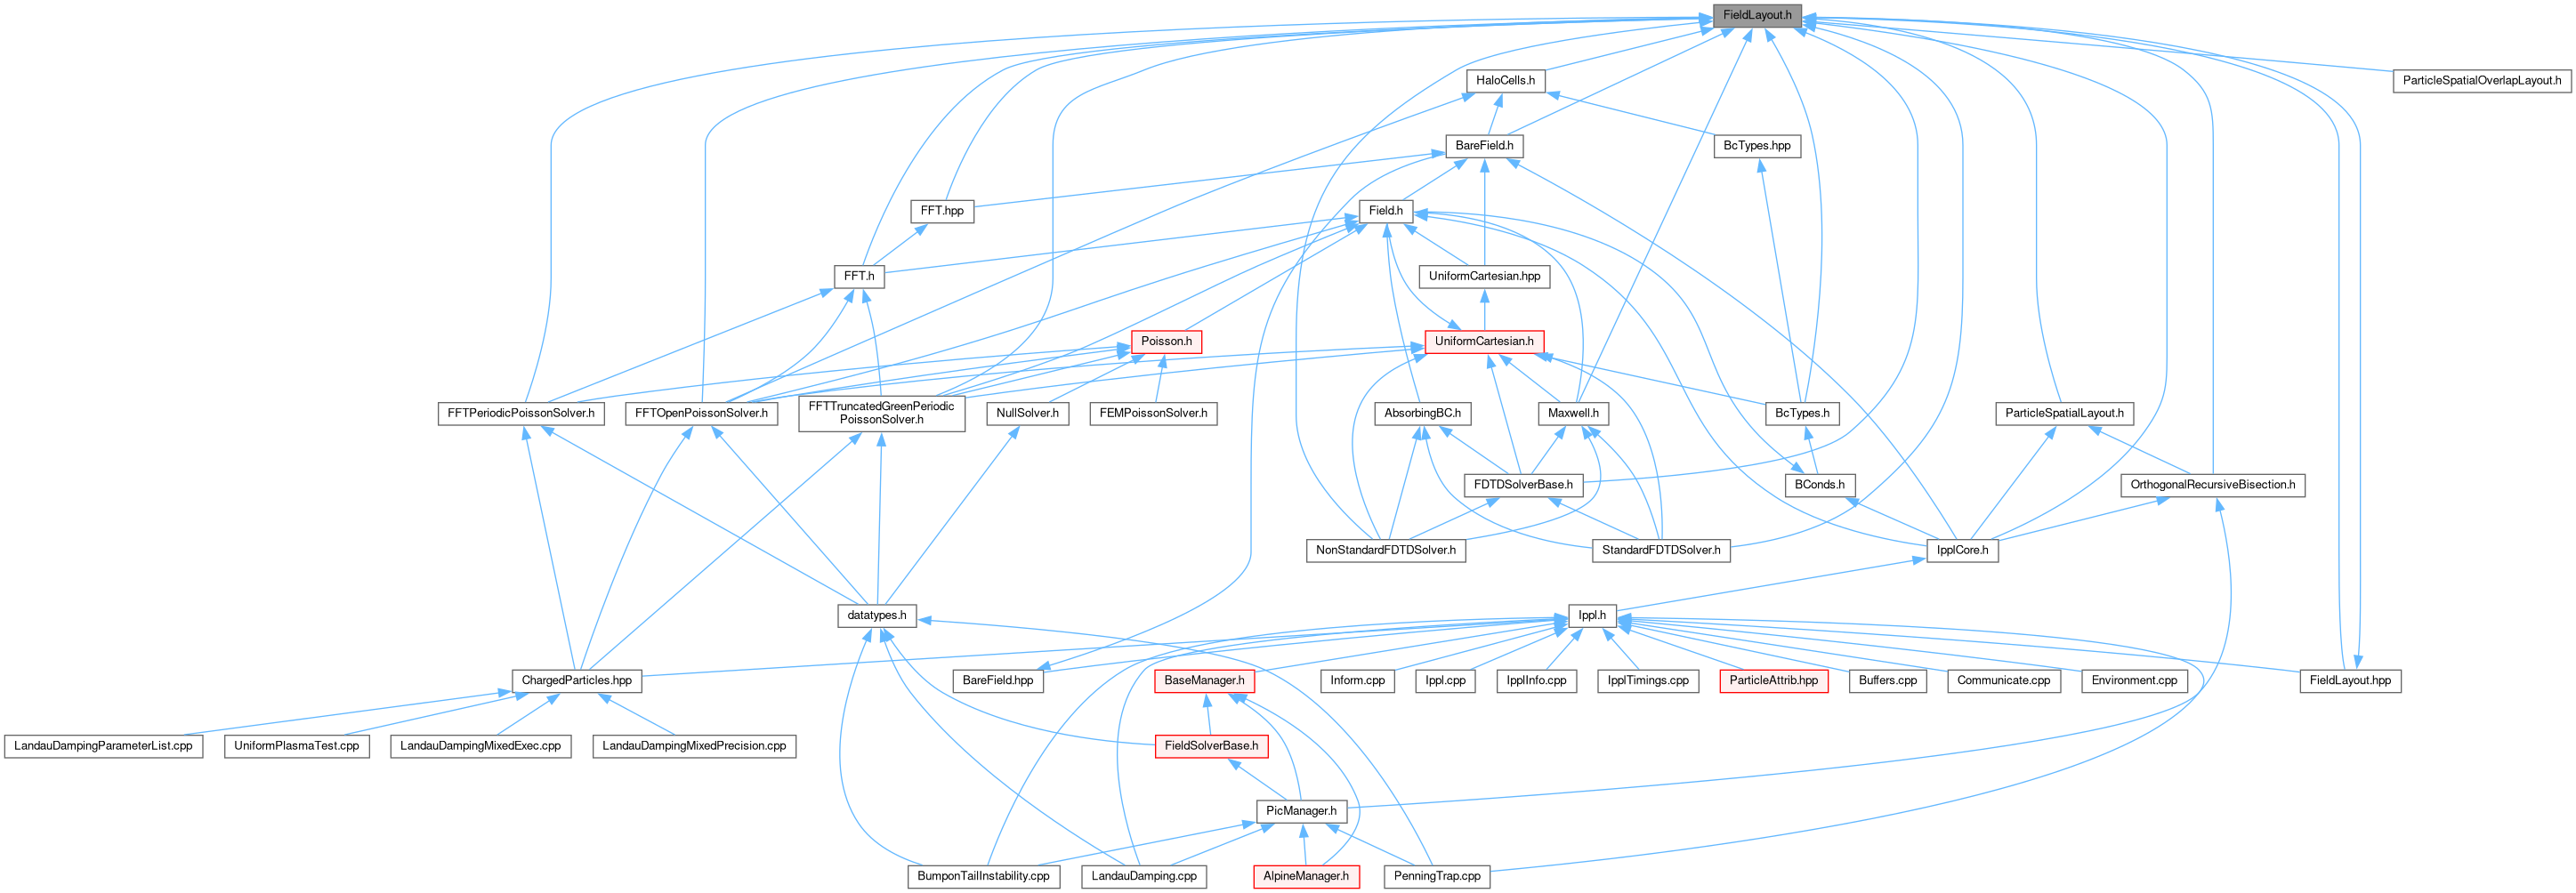 FieldLayout.h
HaloCells.h
ParticleSpatialOverlapLayout.h
BareField.h
BcTypes.hpp
FFT.hpp
Field.h
FFT.h
UniformCartesian.hpp
Poisson.h
UniformCartesian.h
FFTPeriodicPoissonSolver.h
FFTOpenPoissonSolver.h
FFTTruncatedGreenPeriodic
PoissonSolver.h
NullSolver.h
FEMPoissonSolver.h
AbsorbingBC.h
Maxwell.h
BcTypes.h
ParticleSpatialLayout.h
FDTDSolverBase.h
BConds.h
OrthogonalRecursiveBisection.h
NonStandardFDTDSolver.h
StandardFDTDSolver.h
IpplCore.h
datatypes.h
Ippl.h
ChargedParticles.hpp
BareField.hpp
BaseManager.h
Inform.cpp
Ippl.cpp
IpplInfo.cpp
IpplTimings.cpp
ParticleAttrib.hpp
Buffers.cpp
Communicate.cpp
Environment.cpp
FieldLayout.hpp
LandauDampingParameterList.cpp
UniformPlasmaTest.cpp
LandauDampingMixedExec.cpp
LandauDampingMixedPrecision.cpp
FieldSolverBase.h
PicManager.h
BumponTailInstability.cpp
LandauDamping.cpp
AlpineManager.h
PenningTrap.cpp